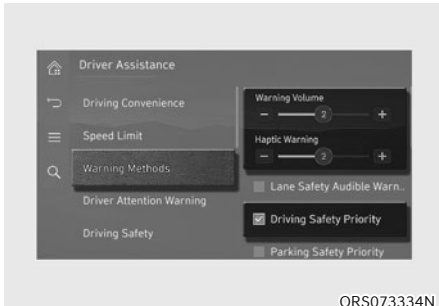 Driver Assistance
Driving Convenience
Speed Limit
Warning Methods
Driver Attention Warning
Driving Safety
Warning Volume
− 2 +
Haptic Warning
− 2 +
Lane Safety Audible Warn..
Driving Safety Priority
Parking Safety Priority
ORS073334N